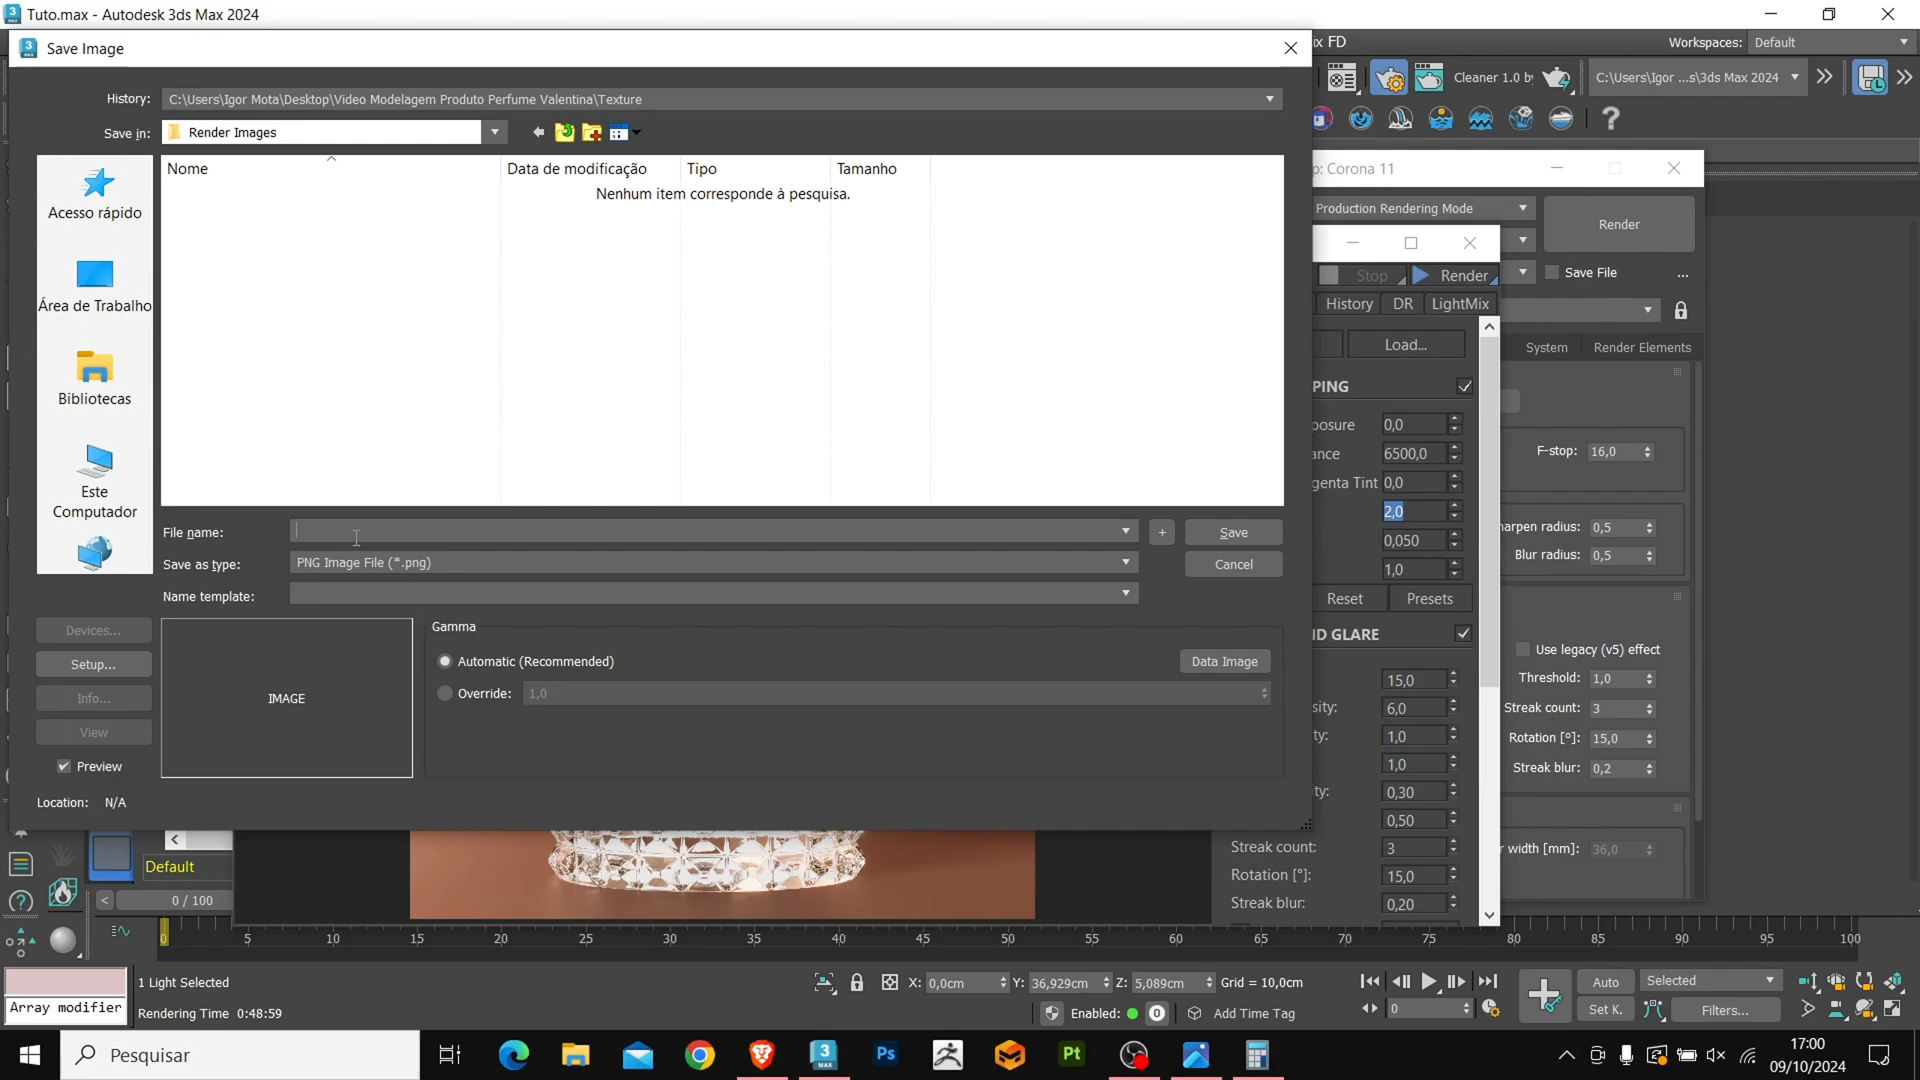 Tuto.max - Autodesk 3ds Max 2024
Save Image
ix FD
Workspaces: Default
History: C:\Users\Igor Mota\Desktop\Video Modelagem Produto Perfume Valentina\Texture
Cleaner 1.0 by
C:\Users\Igor ...s\3ds Max 2024
Save in: Render Images
Nome
Data de modificação
Tipo
Tamanho
Nenhum item corresponde à pesquisa.
Acesso rápido
Área de Trabalho
Bibliotecas
Este
Computador
p: Corona 11
Production Rendering Mode
Render
Save File
...
Stop
Render
History
DR
LightMix
System
Render Elements
Load...
PING
posure 0,0
ance 6500,0
genta Tint 0,0
2,0
0,050
1,0
F-stop: 16,0
harpen radius: 0,5
Blur radius: 0,5
File name:
+
Save
Save as type: PNG Image File (*.png)
Cancel
Name template:
Reset
Presets
Devices...
Setup...
Info...
View
Preview
Location: N/A
IMAGE
Gamma
Automatic (Recommended)
Data Image
Override: 1,0
ND GLARE
15,0
sity: 6,0
ty: 1,0
1,0
ty: 0,30
0,50
Streak count: 3
Rotation [°]: 15,0
Streak blur: 0,20
Use legacy (v5) effect
Threshold: 1,0
Streak count: 3
Rotation [°]: 15,0
Streak blur: 0,2
r width [mm]: 36,0
Default
< 0 / 100
0 5 10 15 20 25 30 35 40 45 50 55 60 65 70 75 80 85 90 95 100
1 Light Selected
X: 0,0cm
Y: 36,929cm
Z: 5,089cm
Grid = 10,0cm
Auto
Selected
Array modifier
Rendering Time 0:48:59
Enabled: 0
Add Time Tag
0
Set K.
Filters...
Pesquisar
3
MAX
Ps
Pt
17:00
09/10/2024